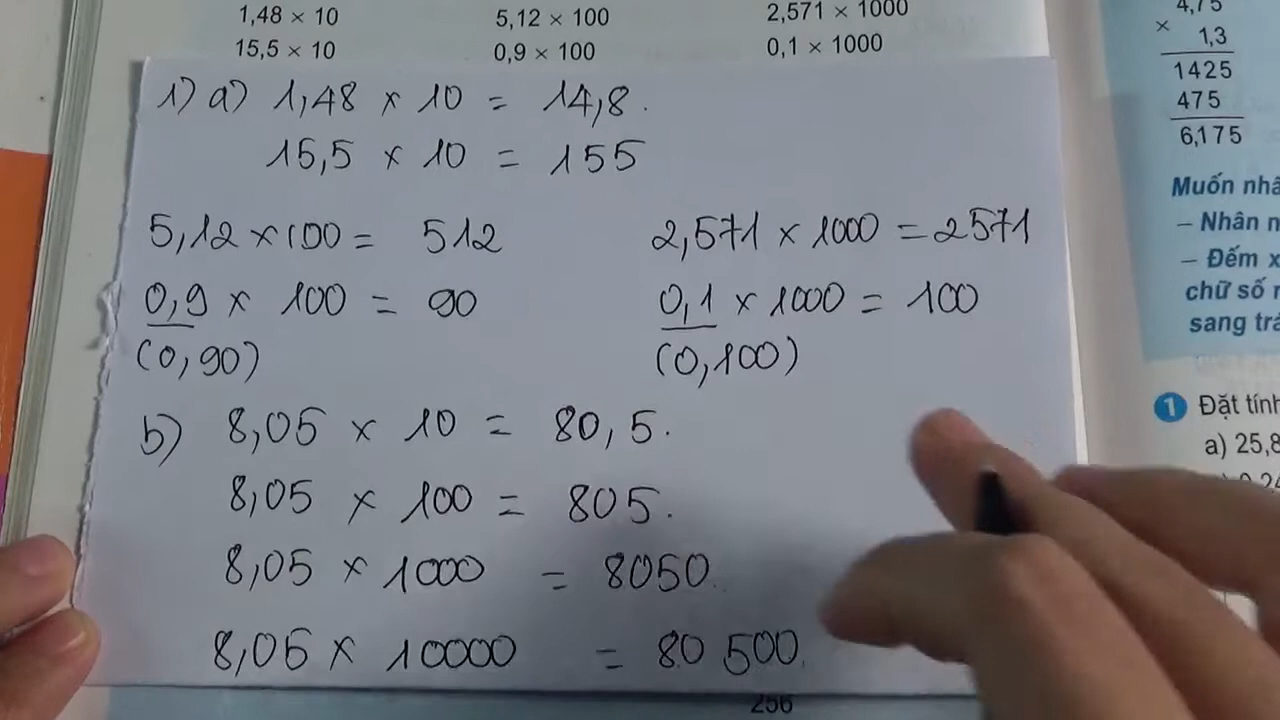 1,48 × 10 5,12 × 100 2,571 × 1000
15,5 × 10 0,9 × 100 0,1 × 1000
1) a) 1,48 × 10 = 14,8.
15,5 × 10 = 155
5,12 × 100 = 512
0,9 × 100 = 90
(0,90)
2,571 × 1000 = 2571
0,1 × 1000 = 100
(0,100)
b) 8,05 × 10 = 80,5.
8,05 × 100 = 805.
8,05 × 1000 = 8050.
8,05 × 10000 = 80 500.
4,75
× 1,3
1425
475
6,175
Muốn nhâ
– Nhân n
– Đếm x
chữ số
sang trá
1 Đặt tính
a) 25,8
256